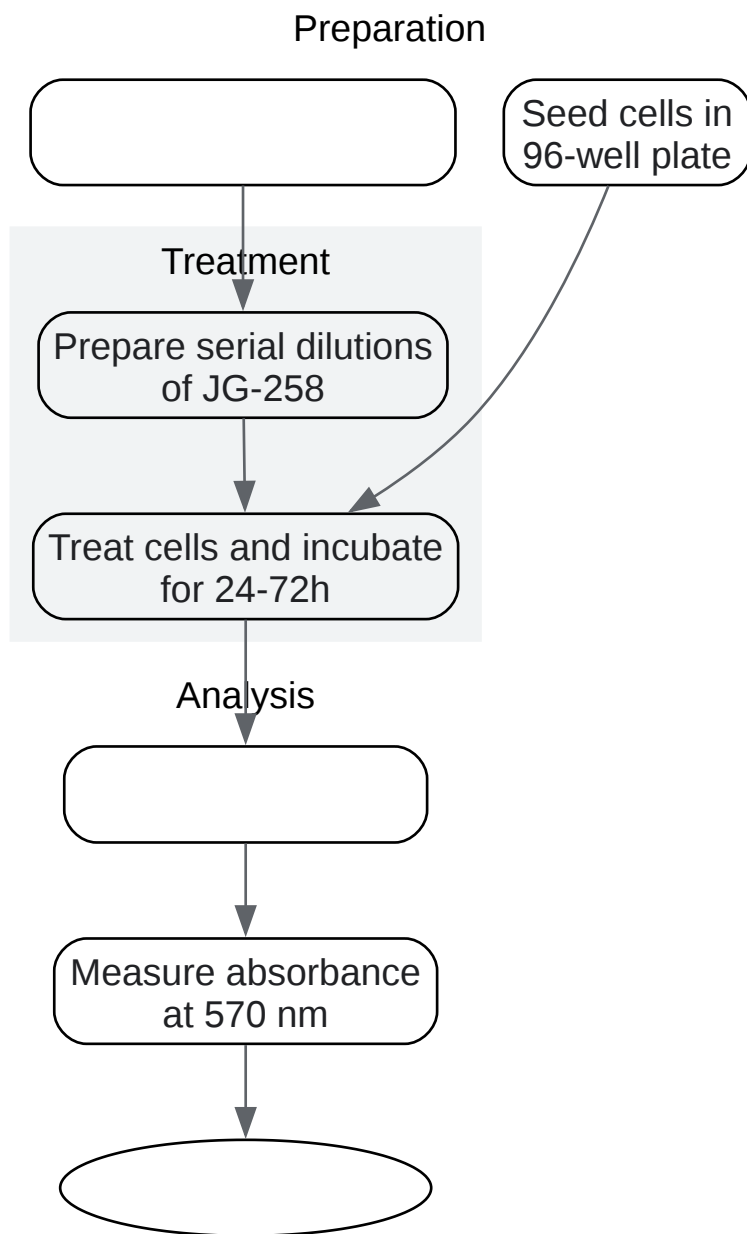 Preparation
Seed cells in
96-well plate
Treatment
Prepare serial dilutions
of JG-258
Treat cells and incubate
for 24-72h
Analysis
Measure absorbance
at 570 nm